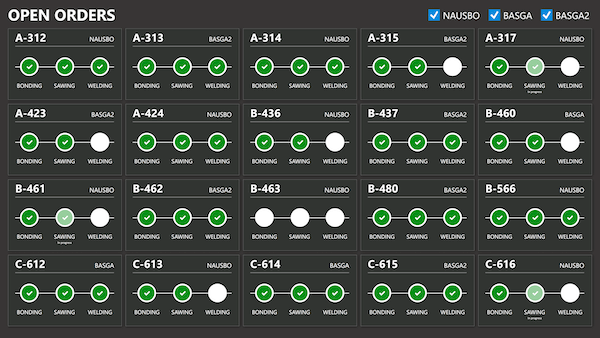 OPEN ORDERS NAUSBO BASGA BASGA2
A-312 NAUSBO A-313 BASGA2 A-314 NAUSBO A-315 BASGA2 A-317 NAUSBO
BONDING SAWING WELDING BONDING SAWING WELDING BONDING SAWING WELDING BONDING SAWING WELDING BONDING SAWING WELDING
In progress
A-423 BASGA2 A-424 NAUSBO B-436 NAUSBO B-437 BASGA2 B-460 BASGA
BONDING SAWING WELDING BONDING SAWING WELDING BONDING SAWING WELDING BONDING SAWING WELDING BONDING SAWING WELDING
B-461 NAUSBO B-462 BASGA2 B-463 NAUSBO B-480 BASGA2 B-566 NAUSBO
BONDING SAWING WELDING BONDING SAWING WELDING BONDING SAWING WELDING BONDING SAWING WELDING BONDING SAWING WELDING
In progress
C-612 BASGA C-613 NAUSBO C-614 BASGA C-615 BASGA2 C-616 NAUSBO
BONDING SAWING WELDING BONDING SAWING WELDING BONDING SAWING WELDING BONDING SAWING WELDING BONDING SAWING WELDING
In progress